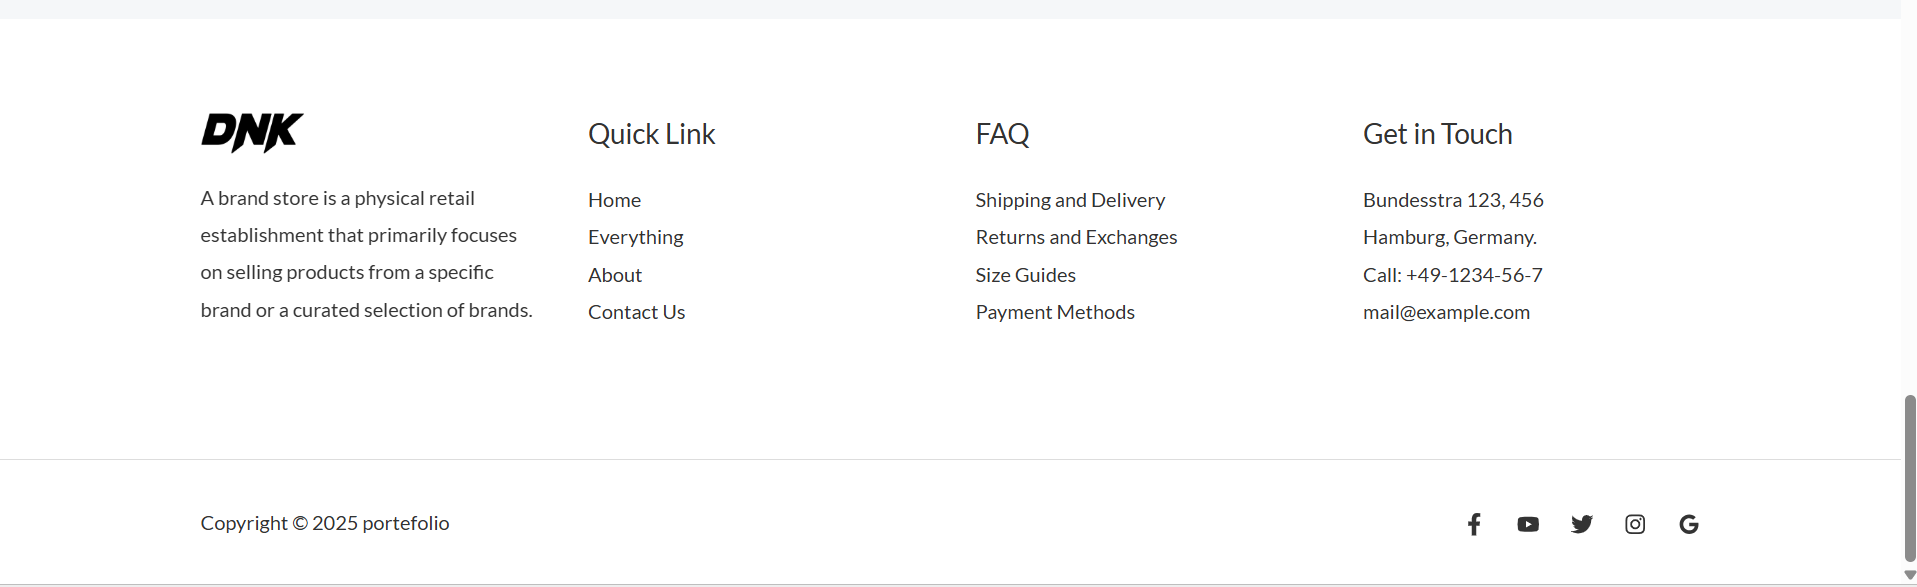 DNK
A brand store is a physical retail
establishment that primarily focuses
on selling products from a specific
brand or a curated selection of brands.
Quick Link
Home
Everything
About
Contact Us
FAQ
Shipping and Delivery
Returns and Exchanges
Size Guides
Payment Methods
Get in Touch
Bundesstra 123, 456
Hamburg, Germany.
Call: +49-1234-56-7
mail@example.com
Copyright © 2025 portefolio